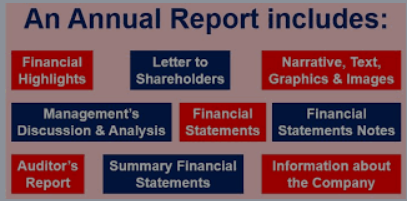 An Annual Report includes:
Financial
Highlights
Letter to
Shareholders
Narrative, Text,
Graphics & Images
Management's
Discussion & Analysis
Financial
Statements
Financial
Statements Notes
Auditor's
Report
Summary Financial
Statements
Information about
the Company